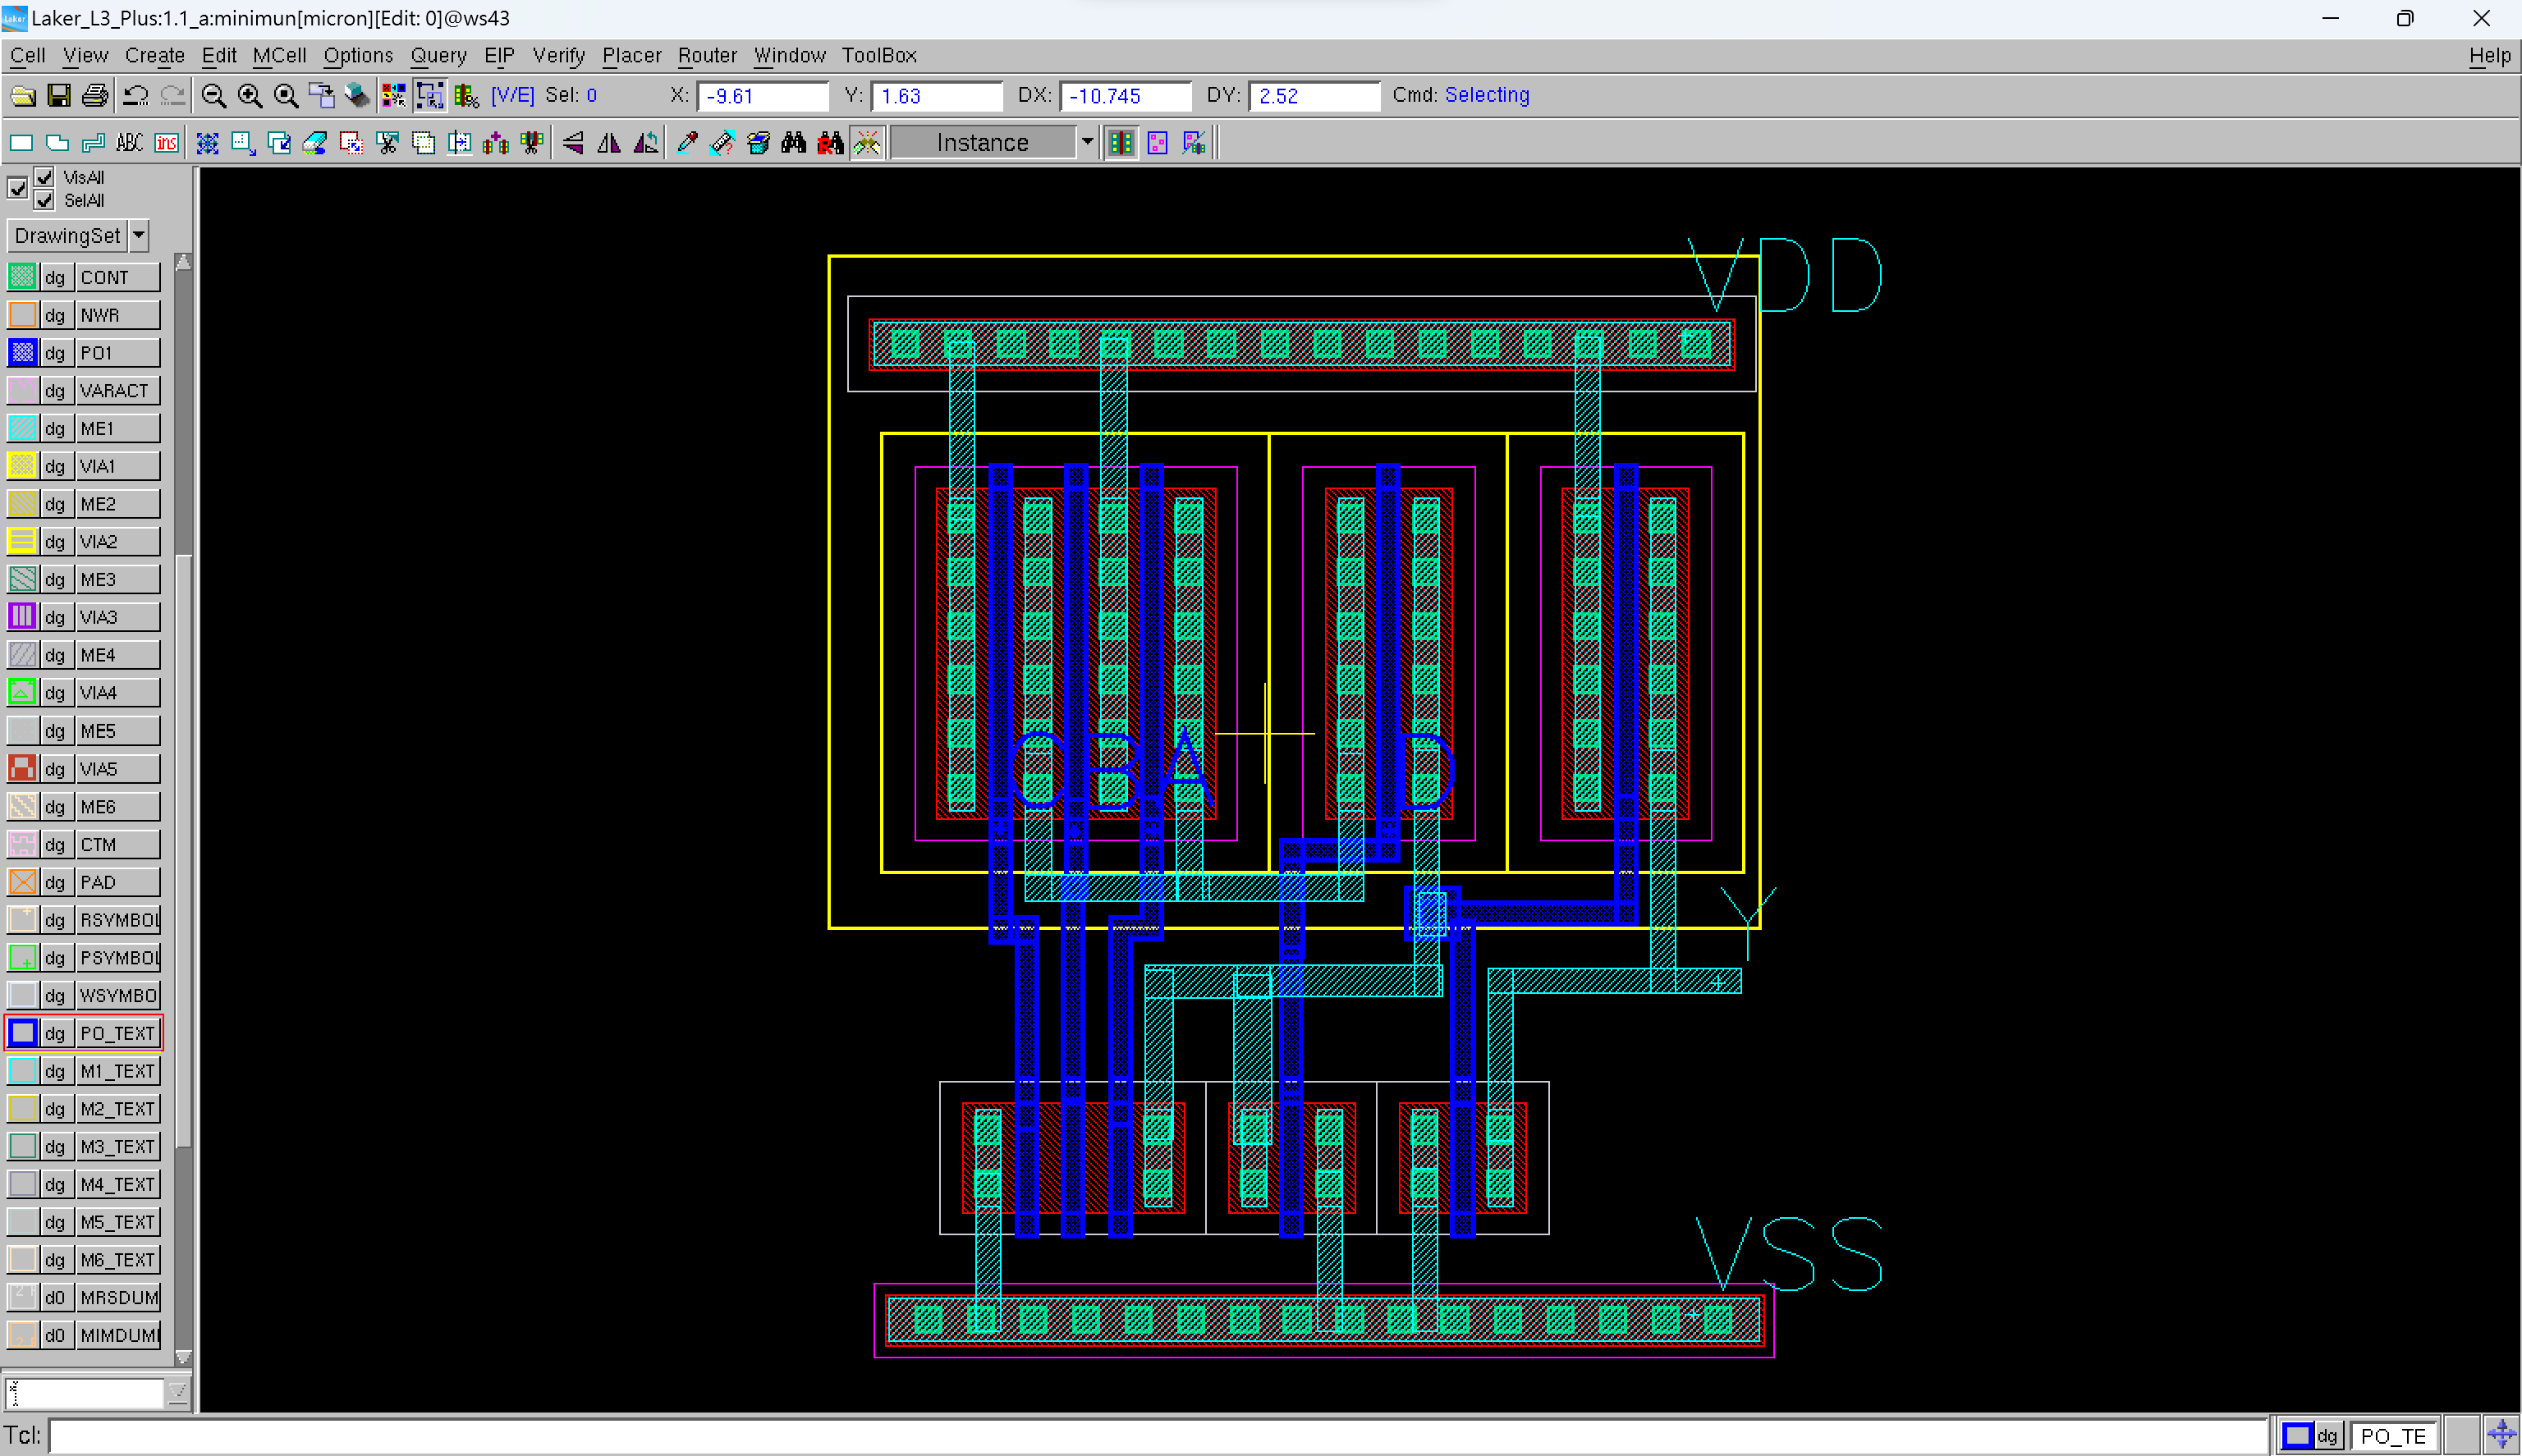 Laker_L3_Plus:1.1_a:minimun[micron][Edit: 0]@ws43
Cell View Create Edit MCell Options Query EIP Verify Placer Router Window ToolBox Help
[V/E] Sel: 0 X: -9.61 Y: 1.63 DX: -10.745 DY: 2.52 Cmd: Selecting
ABC ins Instance
VisAll
SelAll
DrawingSet
dg CONT
dg NWR
dg PO1
dg VARACT
dg ME1
dg VIA1
dg ME2
dg VIA2
dg ME3
dg VIA3
dg ME4
dg VIA4
dg ME5
dg VIA5
dg ME6
dg CTM
dg PAD
dg RSYMBOL
dg PSYMBOL
dg WSYMBO
dg PO_TEXT
dg M1_TEXT
dg M2_TEXT
dg M3_TEXT
dg M4_TEXT
dg M5_TEXT
dg M6_TEXT
d0 MRSDUM
d0 MIMDUM
VDD
C B A D
Y
VSS
Tcl:
dg PO_TE